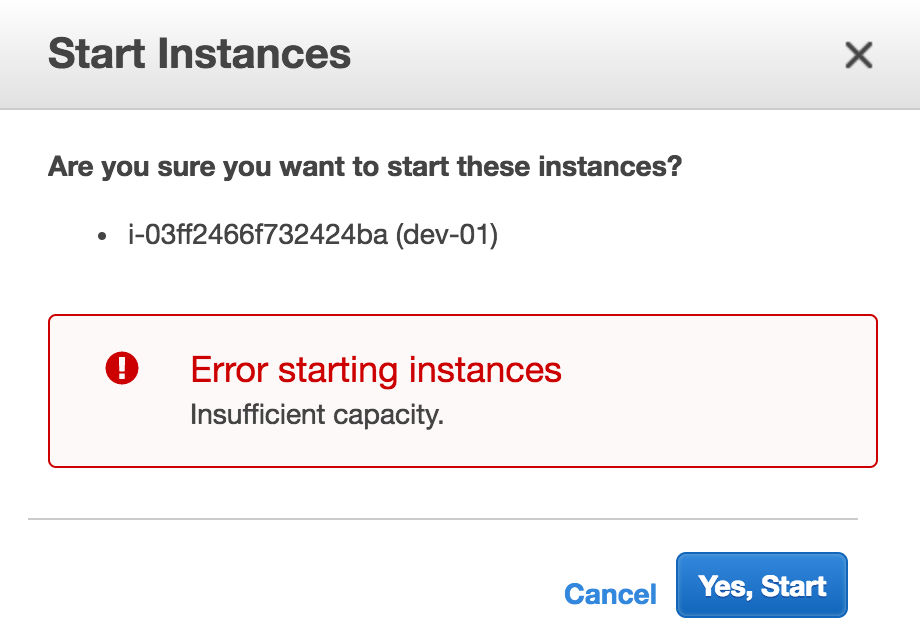 Start Instances
Are you sure you want to start these instances?
• i-03ff2466f732424ba (dev-01)
Error starting instances
Insufficient capacity.
Cancel
Yes, Start